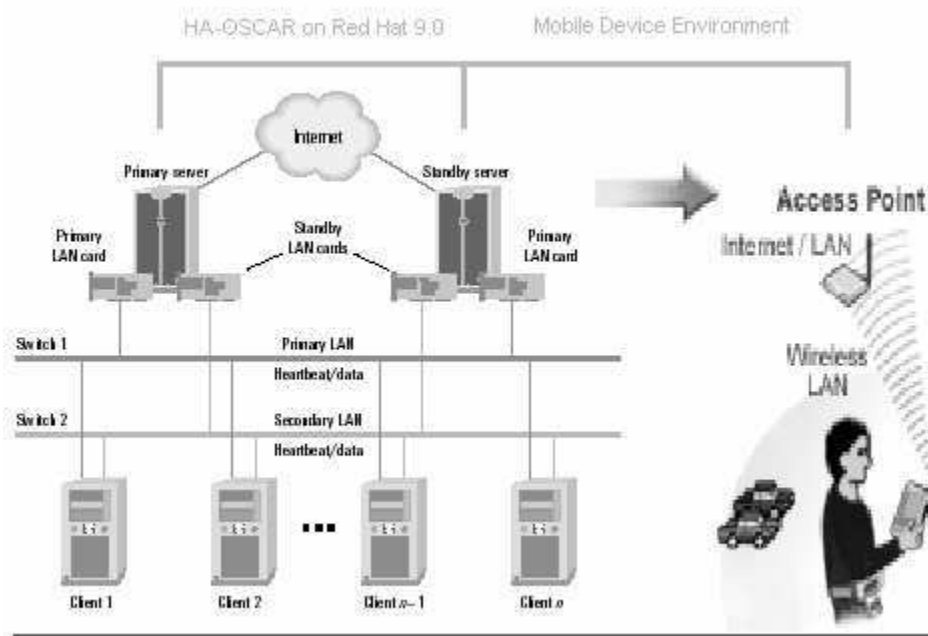 HA-OSCAR on Red Hat 9.0
Mobile Device Environment
Internet
Primary server
Standby server
Primary
LAN card
Standby
LAN cards
Primary
LAN card
Access Point
Internet / LAN
Switch 1
Primary LAN
Heartbeat/data
Wireless
LAN
Switch 2
Secondary LAN
Heartbeat/data
Client 1
Client 2
Client n–1
Client n